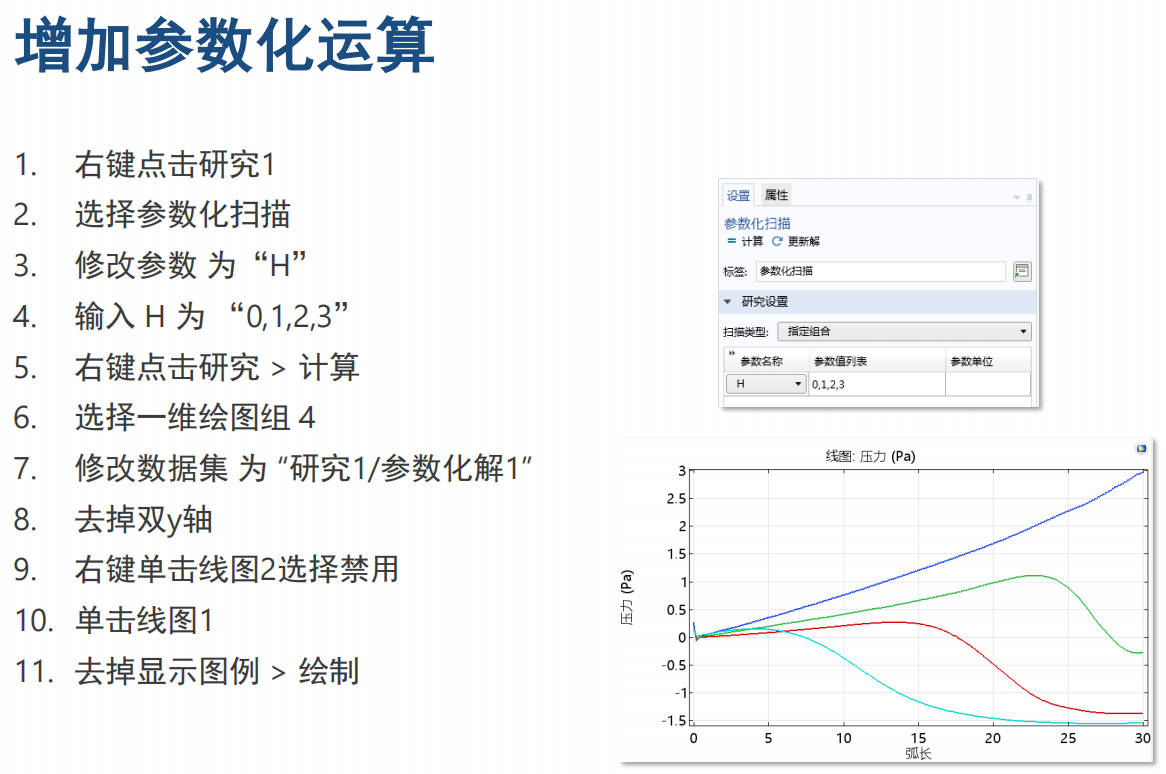 增加参数化运算
1. 右键点击研究1
2. 选择参数化扫描
3. 修改参数 为“H”
4. 输入 H 为 “0,1,2,3”
5. 右键点击研究 > 计算
6. 选择一维绘图组 4
7. 修改数据集 为 “研究1/参数化解1”
8. 去掉双y轴
9. 右键单击线图2选择禁用
10. 单击线图1
11. 去掉显示图例 > 绘制
设置 属性
参数化扫描
= 计算 更新解
标签: 参数化扫描
研究设置
扫描类型: 指定组合
参数名称 参数值列表 参数单位
H 0,1,2,3
线图: 压力 (Pa)
压力 (Pa)
3
2.5
2
1.5
1
0.5
0
-0.5
-1
-1.5
0 5 10 15 20 25 30
弧长